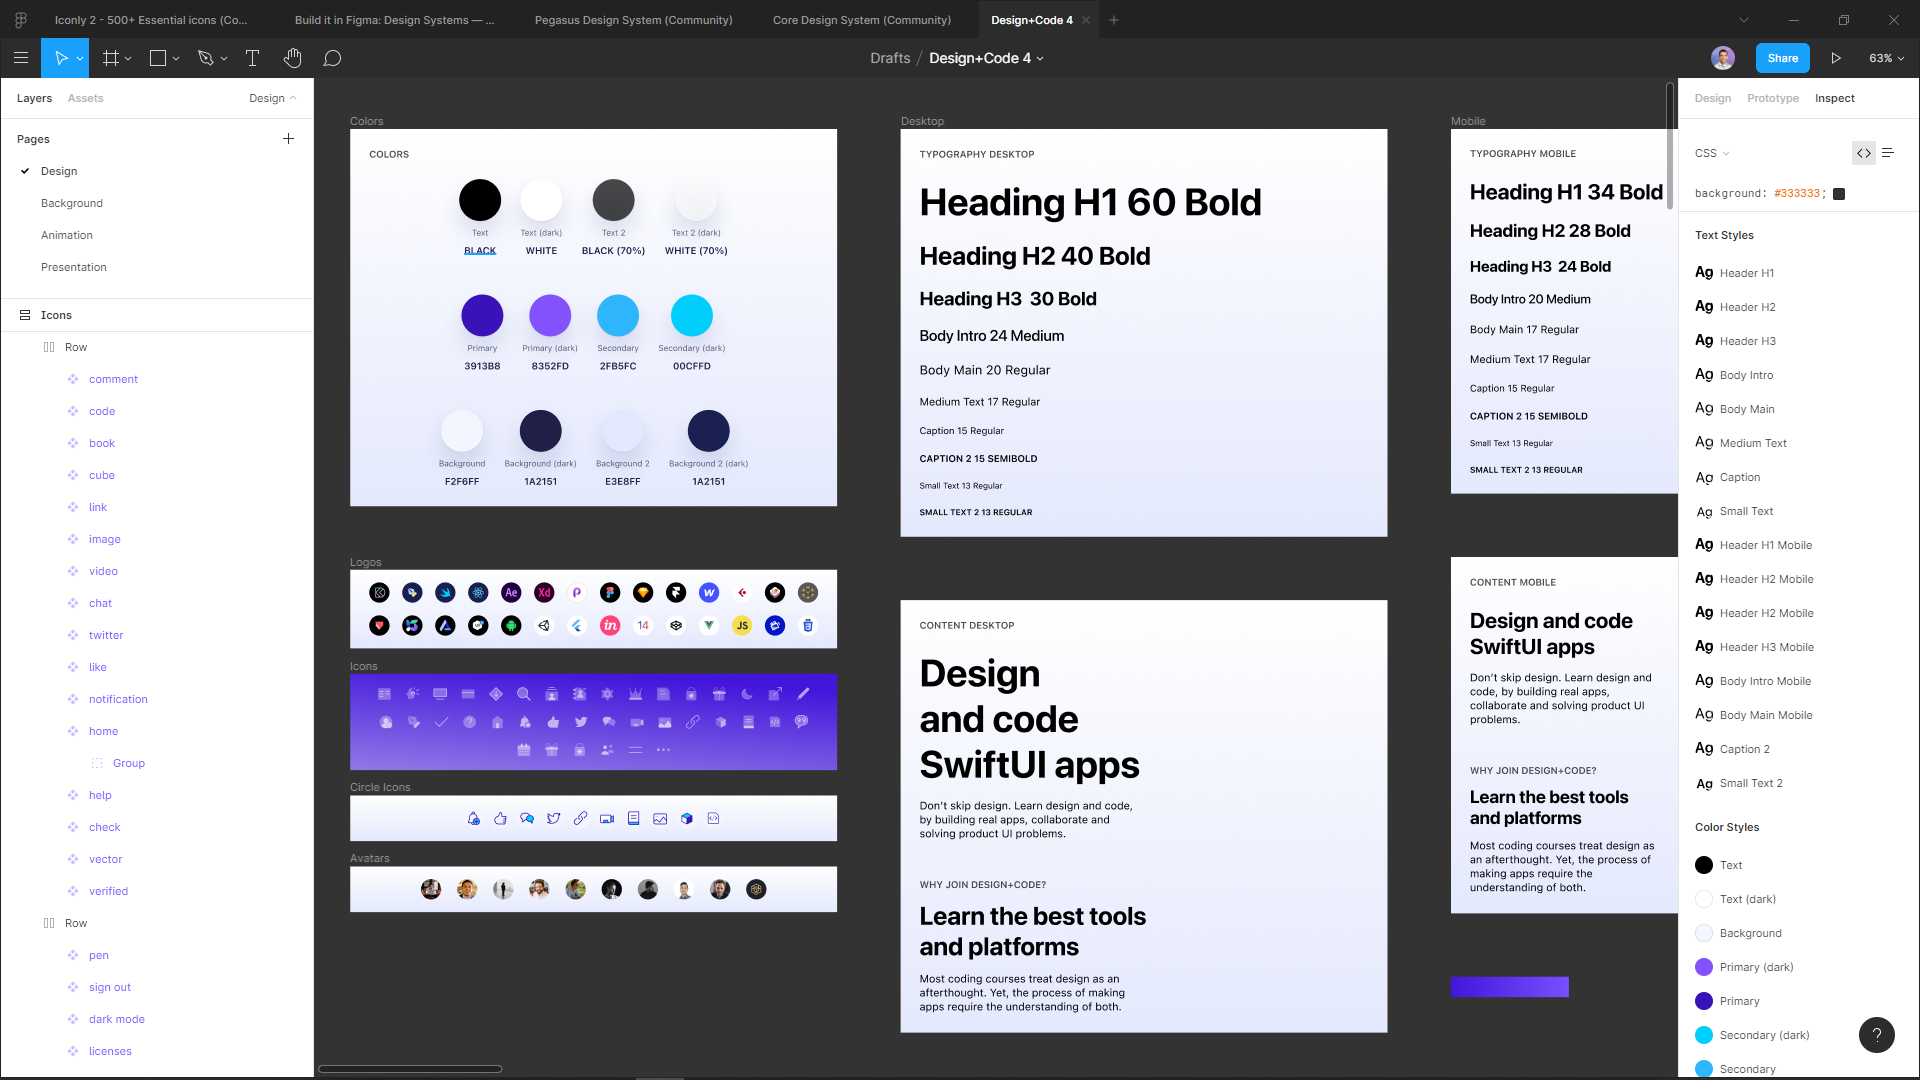 Iconly 2 - 500+ Essential icons (Co...
Build it in Figma: Design Systems — ...
Pegasus Design System (Community)
Core Design System (Community)
Design+Code 4
Drafts / Design+Code 4
Share
63%
Layers
Assets
Design
Pages
Design
Background
Animation
Presentation
Icons
Row
comment
code
book
cube
link
image
video
chat
twitter
like
notification
home
Group
help
check
vector
verified
Row
pen
sign out
dark mode
licenses
Colors
COLORS
Text
Text (dark)
Text 2
Text 2 (dark)
BLACK
WHITE
BLACK (70%)
WHITE (70%)
Primary
Primary (dark)
Secondary
Secondary (dark)
3913B8
8352FD
2FB5FC
00CFFD
Background
Background (dark)
Background 2
Background 2 (dark)
F2F6FF
1A2151
E3E8FF
1A2151
Logos
Ae
Xd
in
14
JS
Icons
Circle Icons
Avatars
Desktop
TYPOGRAPHY DESKTOP
Heading H1 60 Bold
Heading H2 40 Bold
Heading H3 30 Bold
Body Intro 24 Medium
Body Main 20 Regular
Medium Text 17 Regular
Caption 15 Regular
CAPTION 2 15 SEMIBOLD
Small Text 13 Regular
SMALL TEXT 2 13 REGULAR
CONTENT DESKTOP
Design
and code
SwiftUI apps
Don't skip design. Learn design and code,
by building real apps, collaborate and
solving product UI problems.
WHY JOIN DESIGN+CODE?
Learn the best tools
and platforms
Most coding courses treat design as an
afterthought. Yet, the process of making
apps require the understanding of both.
Mobile
TYPOGRAPHY MOBILE
Heading H1 34 Bold
Heading H2 28 Bold
Heading H3 24 Bold
Body Intro 20 Medium
Body Main 17 Regular
Medium Text 17 Regular
Caption 15 Regular
CAPTION 2 15 SEMIBOLD
Small Text 13 Regular
SMALL TEXT 2 13 REGULAR
CONTENT MOBILE
Design and code
SwiftUI apps
Don't skip design. Learn design and
code, by building real apps,
collaborate and solving product UI
problems.
WHY JOIN DESIGN+CODE?
Learn the best tools
and platforms
Most coding courses treat design as
an afterthought. Yet, the process of
making apps require the
understanding of both.
Design
Prototype
Inspect
CSS
background: #333333;
Text Styles
Ag Header H1
Ag Header H2
Ag Header H3
Ag Body Intro
Ag Body Main
Ag Medium Text
Ag Caption
Ag Small Text
Ag Header H1 Mobile
Ag Header H2 Mobile
Ag Header H2 Mobile
Ag Header H3 Mobile
Ag Body Intro Mobile
Ag Body Main Mobile
Ag Caption 2
Ag Small Text 2
Color Styles
Text
Text (dark)
Background
Primary (dark)
Primary
Secondary (dark)
Secondary
?